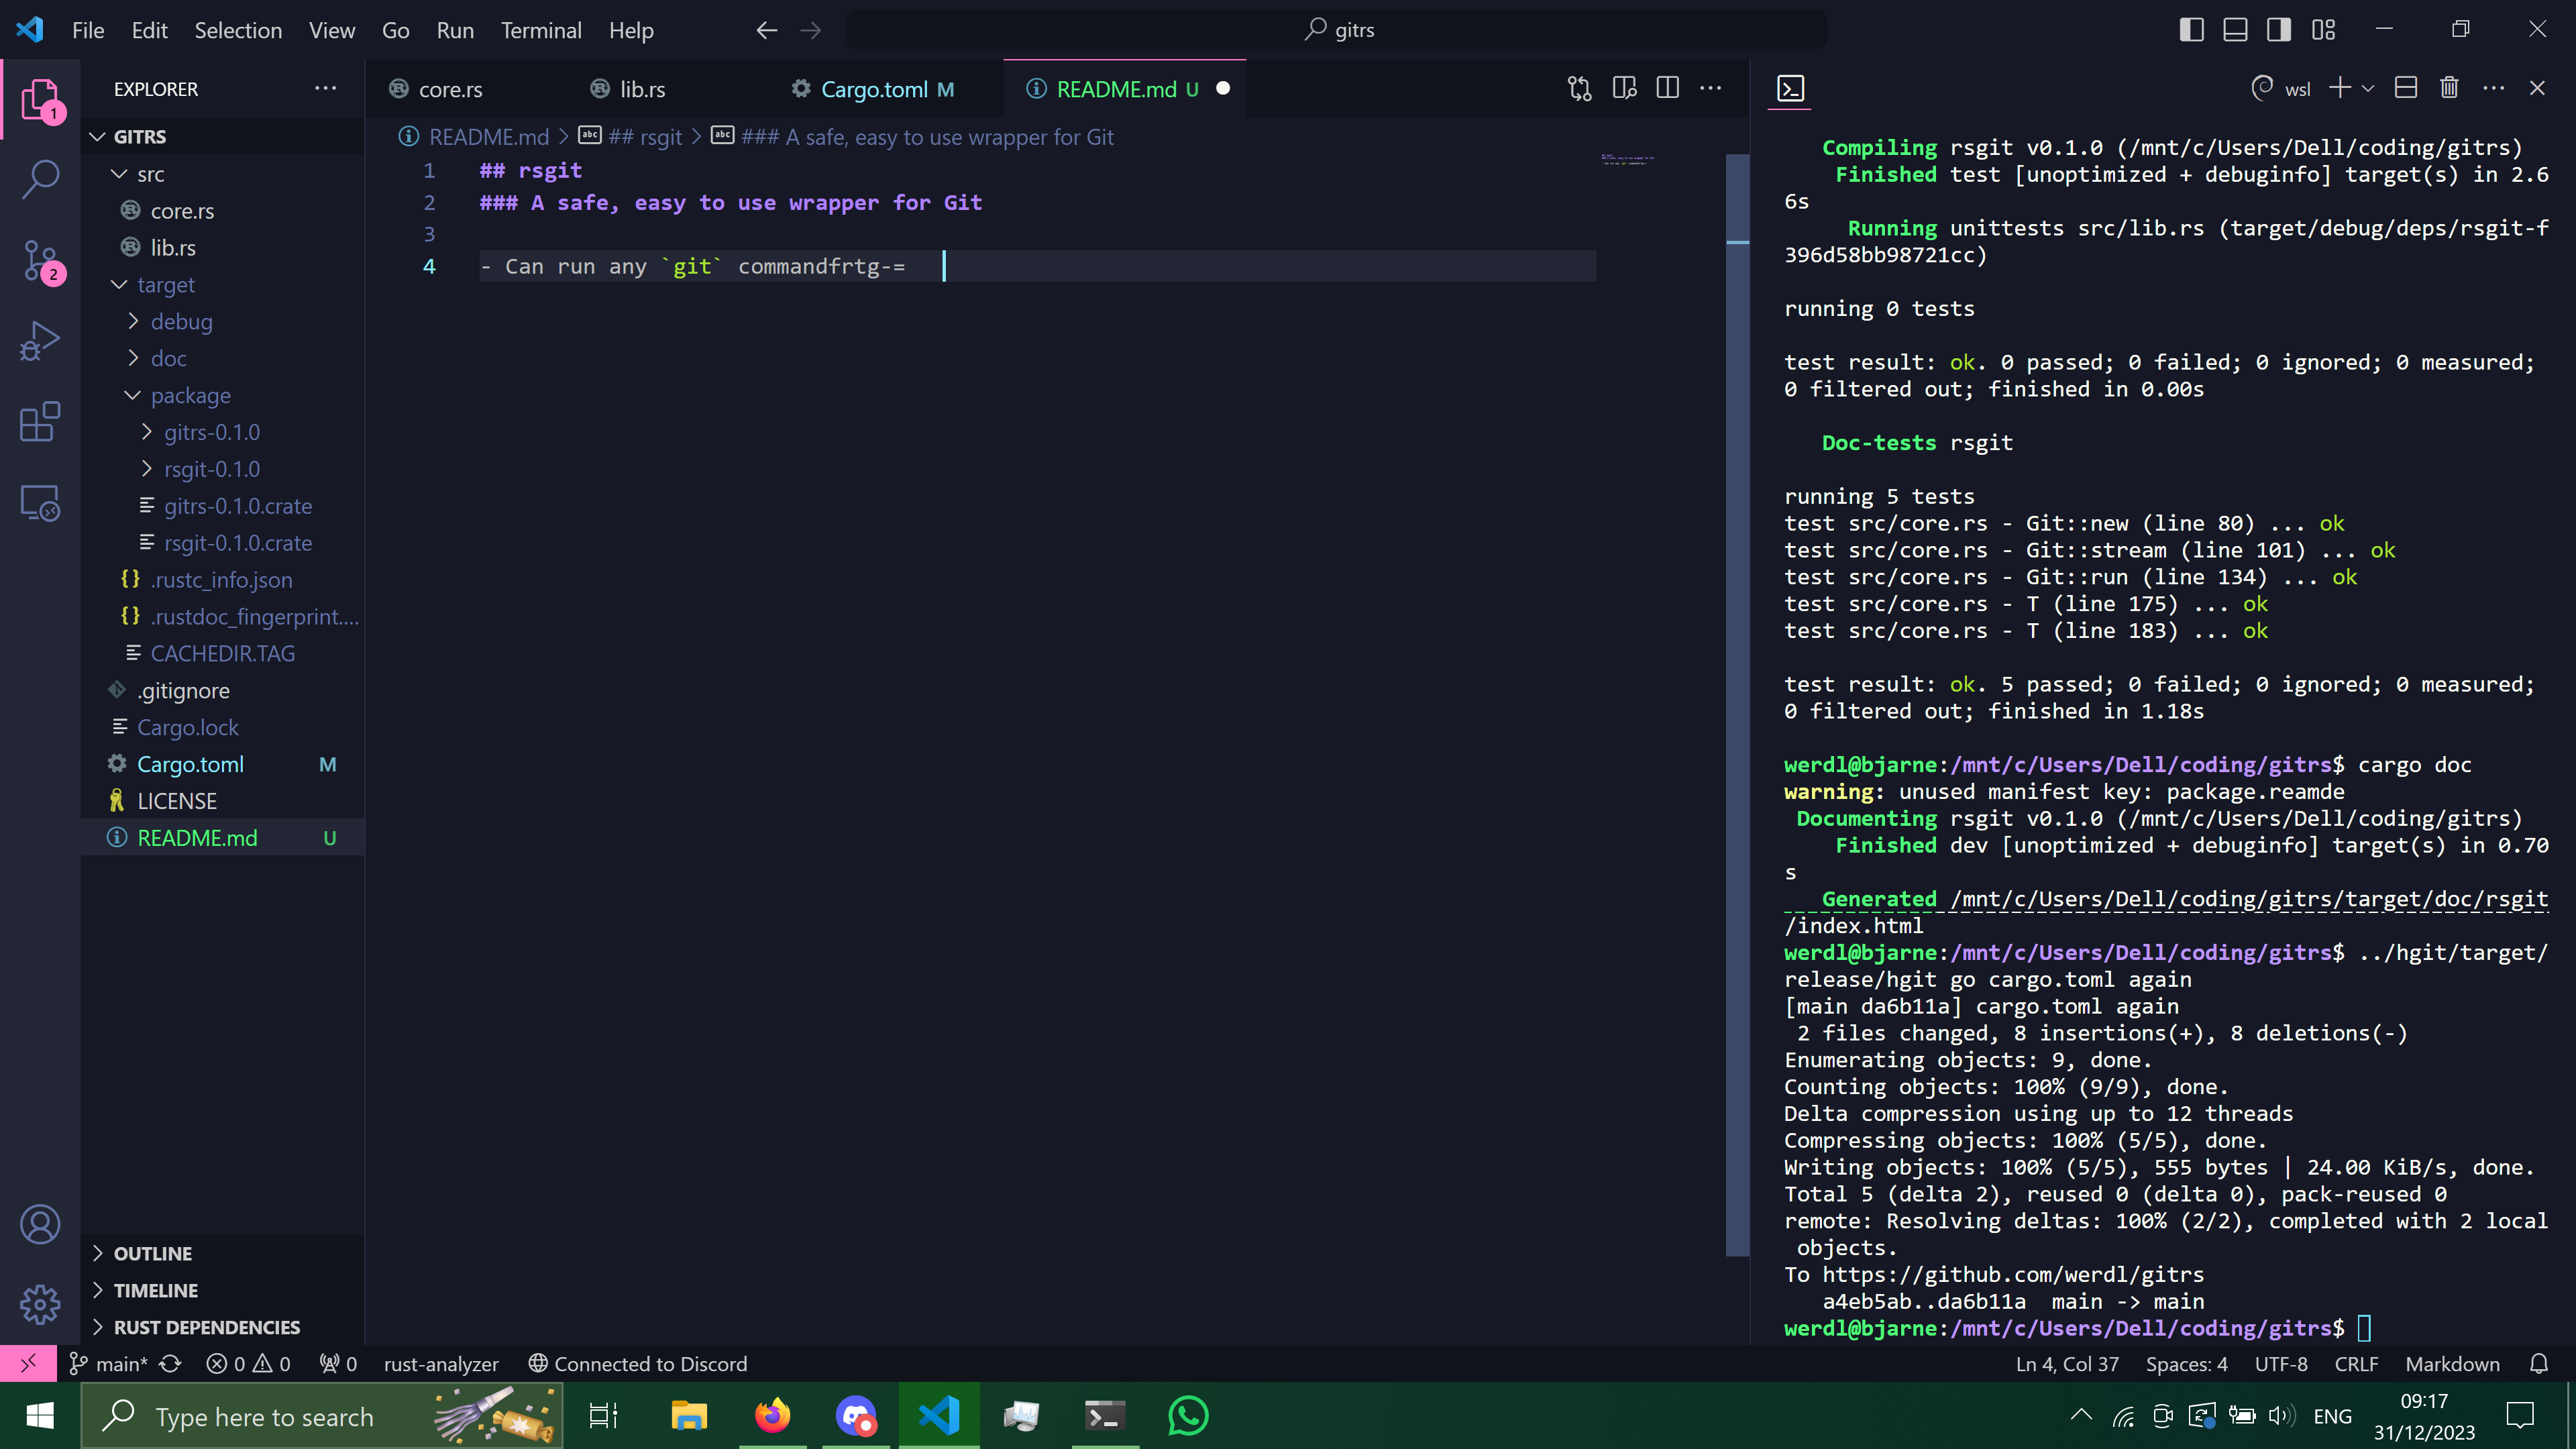 File Edit Selection View Go Run Terminal Help
gitrs
EXPLORER
GITRS
src
core.rs
lib.rs
target
debug
doc
package
gitrs-0.1.0
rsgit-0.1.0
gitrs-0.1.0.crate
rsgit-0.1.0.crate
.rustc_info.json
.rustdoc_fingerprint....
CACHEDIR.TAG
.gitignore
Cargo.lock
Cargo.toml M
LICENSE
README.md U
OUTLINE
TIMELINE
RUST DEPENDENCIES
1
2
core.rs lib.rs Cargo.toml M README.md U
README.md > ## rsgit > ### A safe, easy to use wrapper for Git
1 ## rsgit
2 ### A safe, easy to use wrapper for Git
3
4 - Can run any `git` commandfrtg-=
wsl
Compiling rsgit v0.1.0 (/mnt/c/Users/Dell/coding/gitrs)
Finished test [unoptimized + debuginfo] target(s) in 2.6
6s
Running unittests src/lib.rs (target/debug/deps/rsgit-f
396d58bb98721cc)
running 0 tests
test result: ok. 0 passed; 0 failed; 0 ignored; 0 measured;
0 filtered out; finished in 0.00s
Doc-tests rsgit
running 5 tests
test src/core.rs - Git::new (line 80) ... ok
test src/core.rs - Git::stream (line 101) ... ok
test src/core.rs - Git::run (line 134) ... ok
test src/core.rs - T (line 175) ... ok
test src/core.rs - T (line 183) ... ok
test result: ok. 5 passed; 0 failed; 0 ignored; 0 measured;
0 filtered out; finished in 1.18s
werdl@bjarne:/mnt/c/Users/Dell/coding/gitrs$ cargo doc
warning: unused manifest key: package.reamde
Documenting rsgit v0.1.0 (/mnt/c/Users/Dell/coding/gitrs)
Finished dev [unoptimized + debuginfo] target(s) in 0.70
s
Generated /mnt/c/Users/Dell/coding/gitrs/target/doc/rsgit
/index.html
werdl@bjarne:/mnt/c/Users/Dell/coding/gitrs$ ../hgit/target/
release/hgit go cargo.toml again
[main da6b11a] cargo.toml again
2 files changed, 8 insertions(+), 8 deletions(-)
Enumerating objects: 9, done.
Counting objects: 100% (9/9), done.
Delta compression using up to 12 threads
Compressing objects: 100% (5/5), done.
Writing objects: 100% (5/5), 555 bytes | 24.00 KiB/s, done.
Total 5 (delta 2), reused 0 (delta 0), pack-reused 0
remote: Resolving deltas: 100% (2/2), completed with 2 local
objects.
To https://github.com/werdl/gitrs
a4eb5ab..da6b11a main -> main
werdl@bjarne:/mnt/c/Users/Dell/coding/gitrs$
main* 0 0 0 rust-analyzer Connected to Discord
Ln 4, Col 37 Spaces: 4 UTF-8 CRLF Markdown
Type here to search
ENG
09:17
31/12/2023